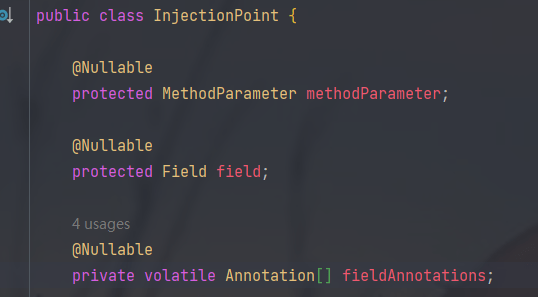 public class InjectionPoint {
@Nullable
protected MethodParameter methodParameter;
@Nullable
protected Field field;
4 usages
@Nullable
private volatile Annotation[] fieldAnnotations;